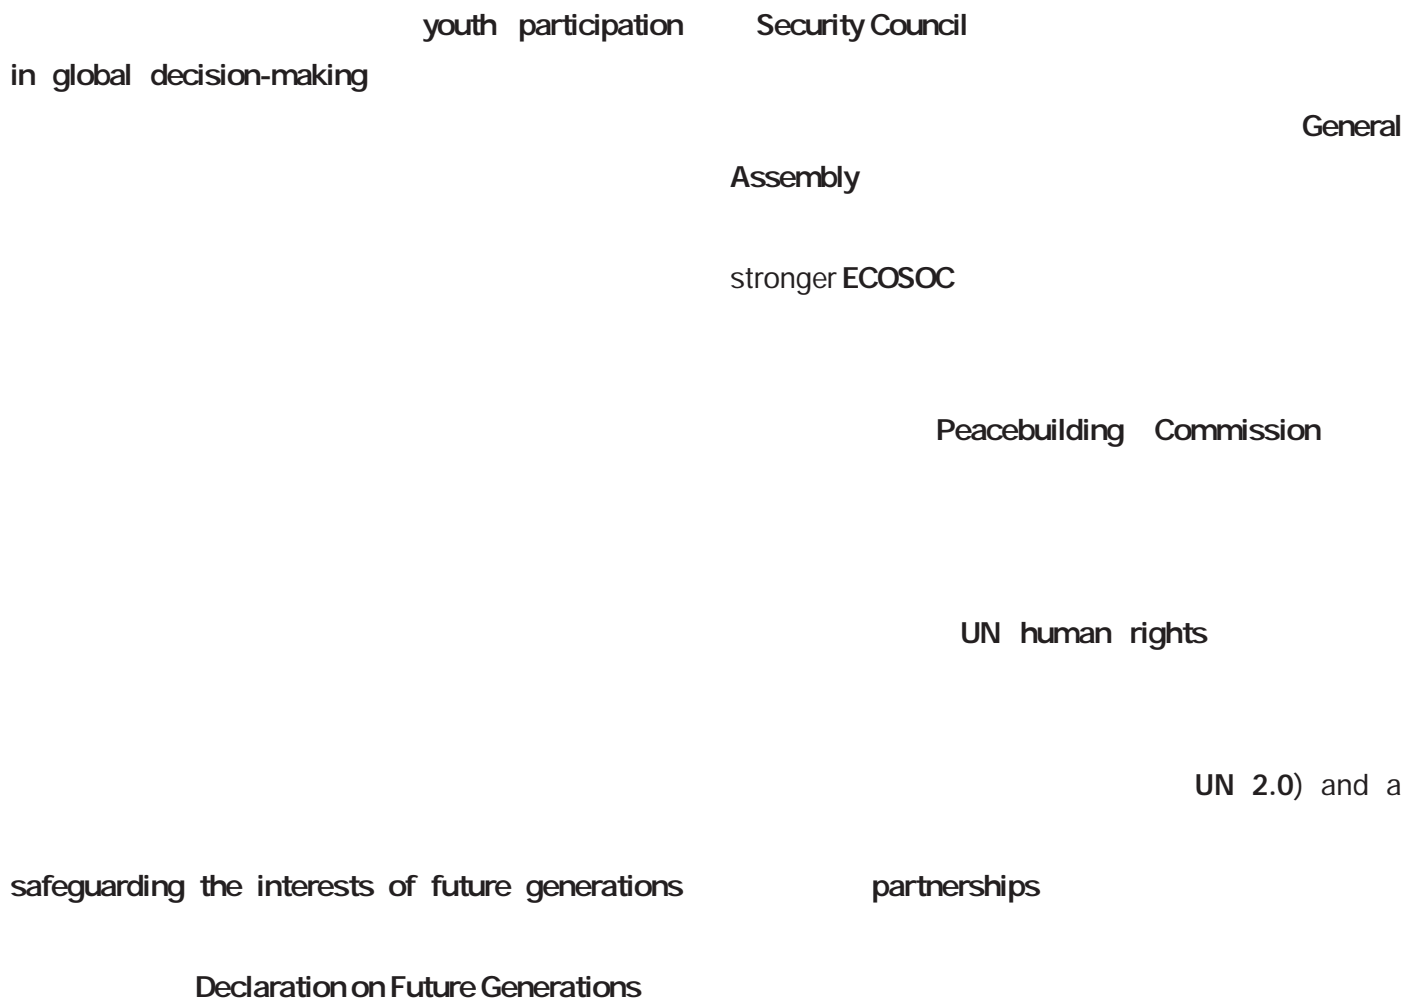 youth participation
in global decision-making
safeguarding the interests of future generations
Declaration on Future Generations
Security Council
General
Assembly
stronger ECOSOC
Peacebuilding Commission
UN human rights
UN 2.0) and a
partnerships